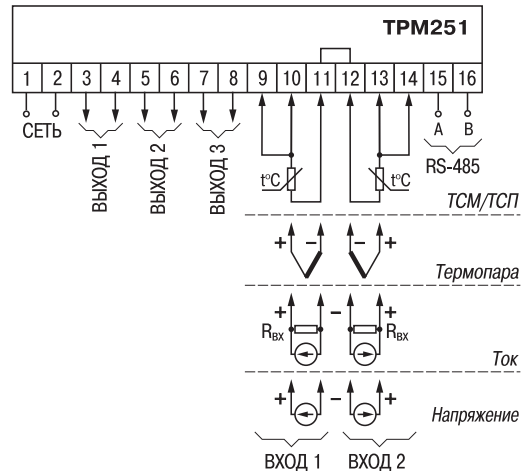 ТРМ251
1 2 3 4 5 6 7 8 9 10 11 12 13 14 15 16
СЕТЬ
ВЫХОД 1
ВЫХОД 2
ВЫХОД 3
A B
RS-485
t°C t°C
ТСМ/ТСП
+ - +
Термопара
+ - +
Rвх Rвх
Ток
+ - +
Напряжение
ВХОД 1 ВХОД 2